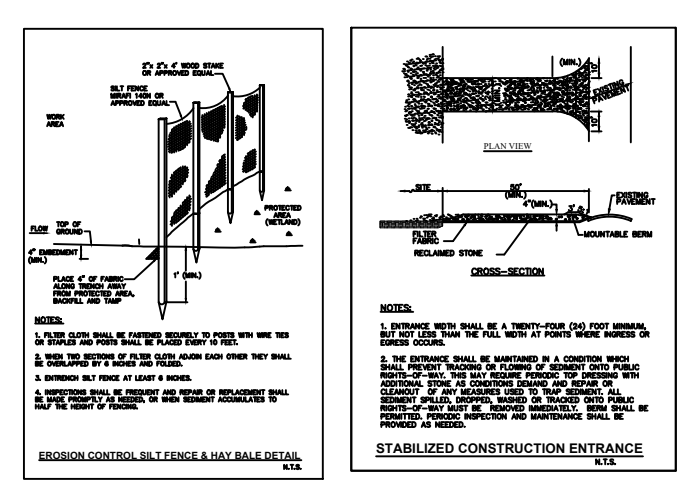 2"x 2"x 4' WOOD STAKE
OR APPROVED EQUAL
SILT FENCE
MIRAFI 140N OR
APPROVED EQUAL
WORK
AREA
PROTECTED
AREA
(WETLAND)
FLOW
TOP OF
GROUND
4" EMBEDMENT
(MIN.)
1' (MIN.)
PLACE 4" OF FABRIC
ALONG TRENCH AWAY
FROM PROTECTED AREA,
BACKFILL AND TAMP
NOTES:
1. FILTER CLOTH SHALL BE FASTENED SECURELY TO POSTS WITH WIRE TIES
OR STAPLES AND POSTS SHALL BE PLACED EVERY 10 FEET.
2. WHEN TWO SECTIONS OF FILTER CLOTH ADJOIN EACH OTHER THEY SHALL
BE OVERLAPPED BY 6 INCHES AND FOLDED.
3. ENTRENCH SILT FENCE AT LEAST 6 INCHES.
4. INSPECTIONS SHALL BE FREQUENT AND REPAIR OR REPLACEMENT SHALL
BE MADE PROMPTLY AS NEEDED, OR WHEN SEDIMENT ACCUMULATES TO
HALF THE HEIGHT OF FENCING.
EROSION CONTROL SILT FENCE & HAY BALE DETAIL
N.T.S.
(MIN.)
10'
EXISTING
PAVEMENT
10'
PLAN VIEW
SITE
50'
(MIN.)
4"(MIN.)
3'
EXISTING
PAVEMENT
FILTER
FABRIC
MOUNTABLE BERM
RECLAIMED STONE
CROSS-SECTION
NOTES:
1. ENTRANCE WIDTH SHALL BE A TWENTY-FOUR (24) FOOT MINIMUM,
BUT NOT LESS THAN THE FULL WIDTH AT POINTS WHERE INGRESS OR
EGRESS OCCURS.
2. THE ENTRANCE SHALL BE MAINTAINED IN A CONDITION WHICH
SHALL PREVENT TRACKING OR FLOWING OF SEDIMENT ONTO PUBLIC
RIGHTS-OF-WAY. THIS MAY REQUIRE PERIODIC TOP DRESSING WITH
ADDITIONAL STONE AS CONDITIONS DEMAND AND REPAIR OR
CLEANOUT OF ANY MEASURES USED TO TRAP SEDIMENT. ALL
SEDIMENT SPILLED, DROPPED, WASHED OR TRACKED ONTO PUBLIC
RIGHTS-OF-WAY MUST BE REMOVED IMMEDIATELY. BERM SHALL BE
PERMITTED. PERIODIC INSPECTION AND MAINTENANCE SHALL BE
PROVIDED AS NEEDED.
STABILIZED CONSTRUCTION ENTRANCE
N.T.S.